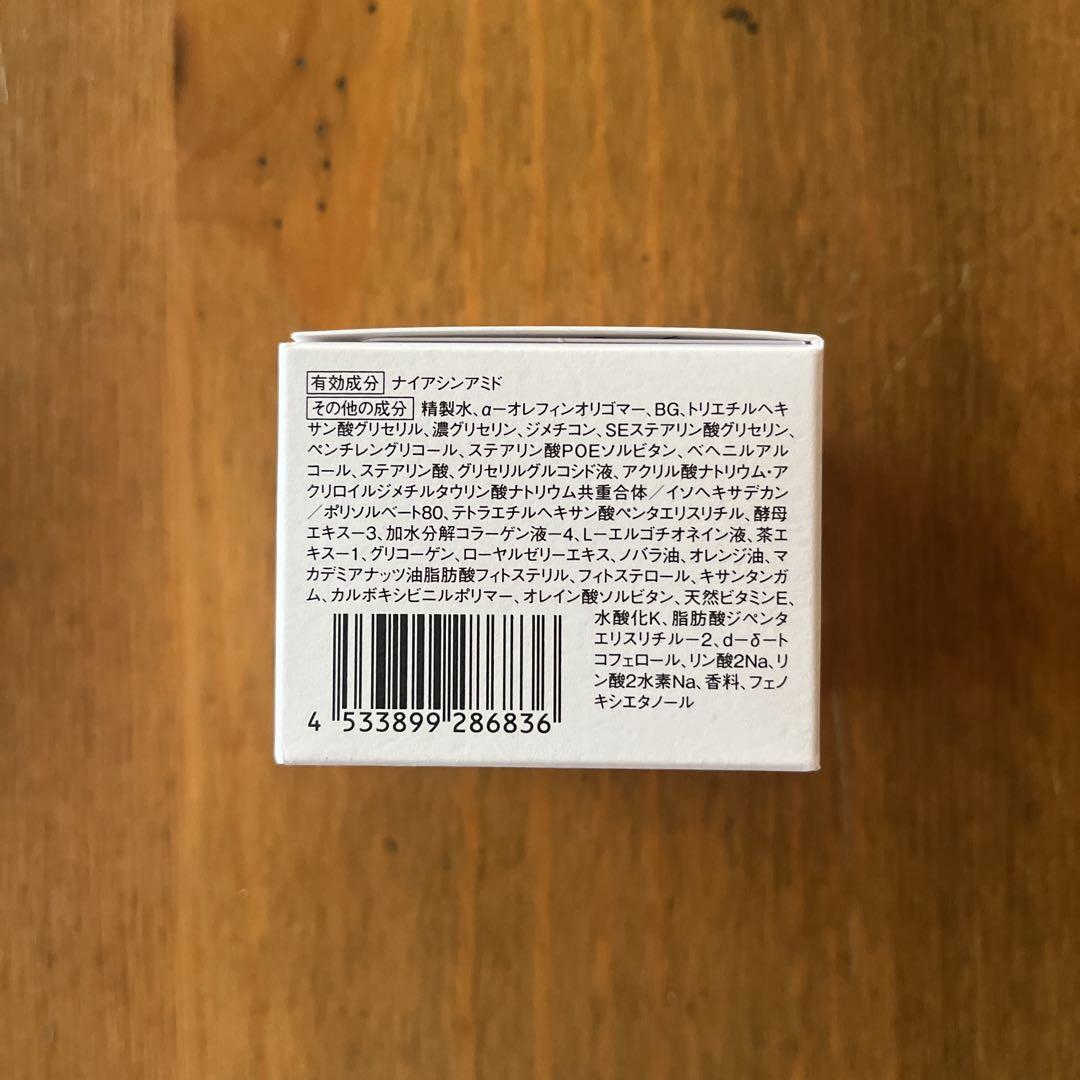 有効成分 ナイアシンアミド
その他の成分 精製水、α－オレフィンオリゴマー、BG、トリエチルヘキ
サン酸グリセリル、濃グリセリン、ジメチコン、SEステアリン酸グリセリン、
ペンチレングリコール、ステアリン酸POEソルビタン、ベヘニルアル
コール、ステアリン酸、グリセリルグルコシド液、アクリル酸ナトリウム・ア
クリロイルジメチルタウリン酸ナトリウム共重合体／イソヘキサデカン
／ポリソルベート80、テトラエチルヘキサン酸ペンタエリスリチル、酵母
エキス－3、加水分解コラーゲン液－4、L－エルゴチオネイン液、茶エ
キス－1、グリコーゲン、ローヤルゼリーエキス、ノバラ油、オレンジ油、マ
カデミアナッツ油脂肪酸フィトステリル、フィトステロール、キサンタンガ
ム、カルボキシビニルポリマー、オレイン酸ソルビタン、天然ビタミンE、
水酸化K、脂肪酸ジペンタ
エリスリチル－2、d－δ－ト
コフェロール、リン酸2Na、リ
ン酸2水素Na、香料、フェノ
キシエタノール
4 533899 286836